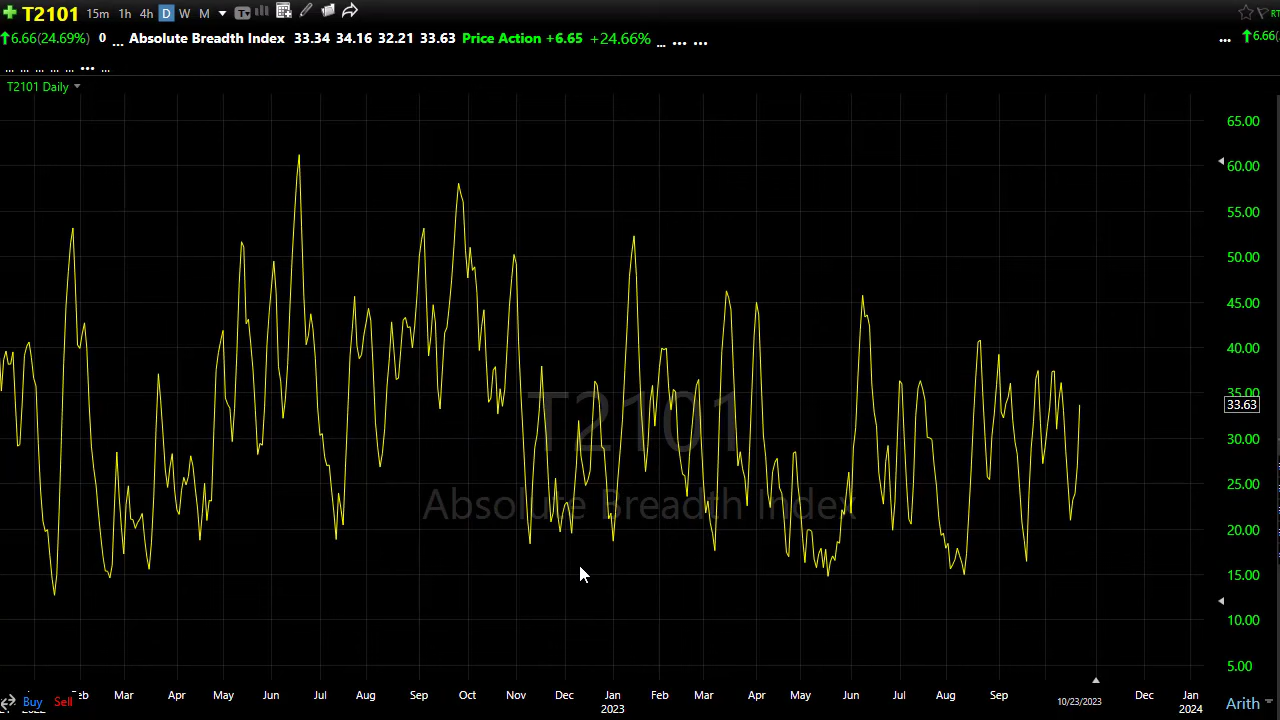 T2101 15m 1h 4h D W M T RT
6.66(24.69%) 0 ... Absolute Breadth Index 33.34 34.16 32.21 33.63 Price Action +6.65 +24.66% ... ... ... ... 6.66(
... ... ... ... ... ... ...
T2101 Daily
65.00
60.00
55.00
50.00
45.00
40.00
35.00
33.63
30.00
25.00
20.00
15.00
10.00
5.00
T2101
Absolute Breadth Index
Buy Sell eb Mar Apr May Jun Jul Aug Sep Oct Nov Dec Jan Feb Mar Apr May Jun Jul Aug Sep 10/23/2023 Dec Jan
2023 2024
Arith